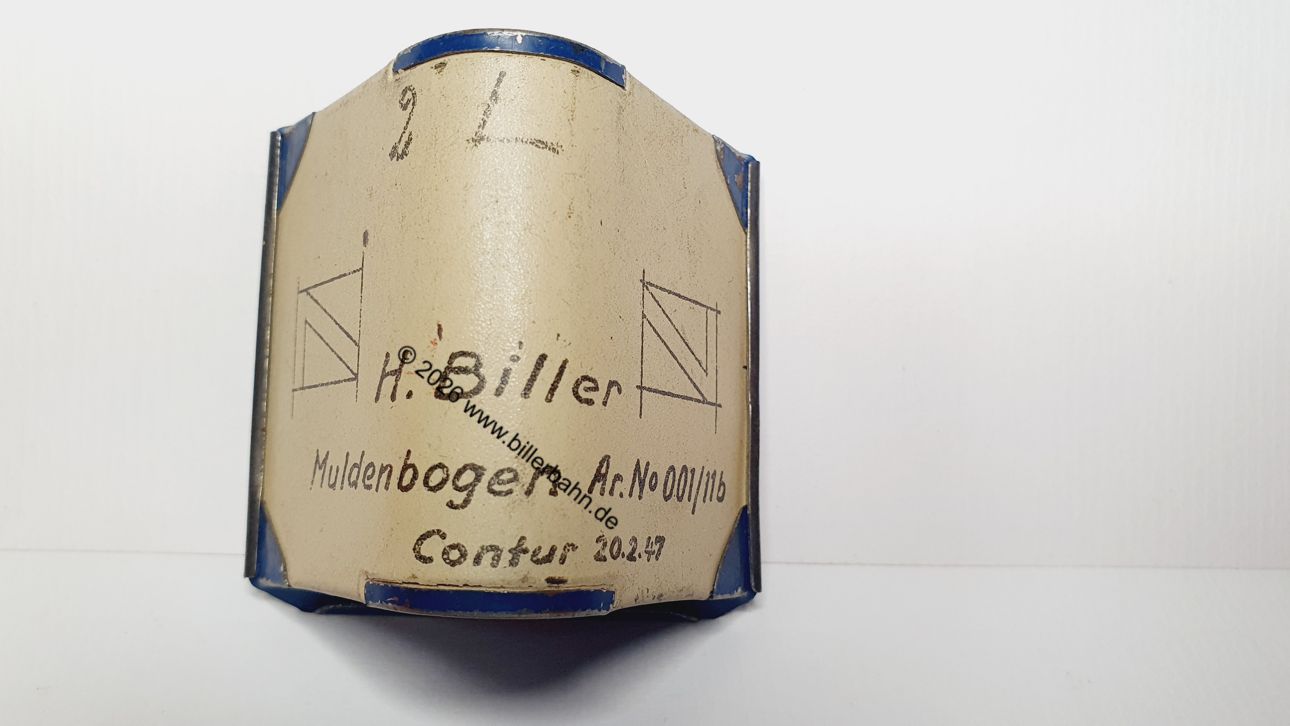 2 L
H. Biller
Muldenbogen Ar. No 001/11b
Contur 20.2.47
© 2026 www.billerbahn.de